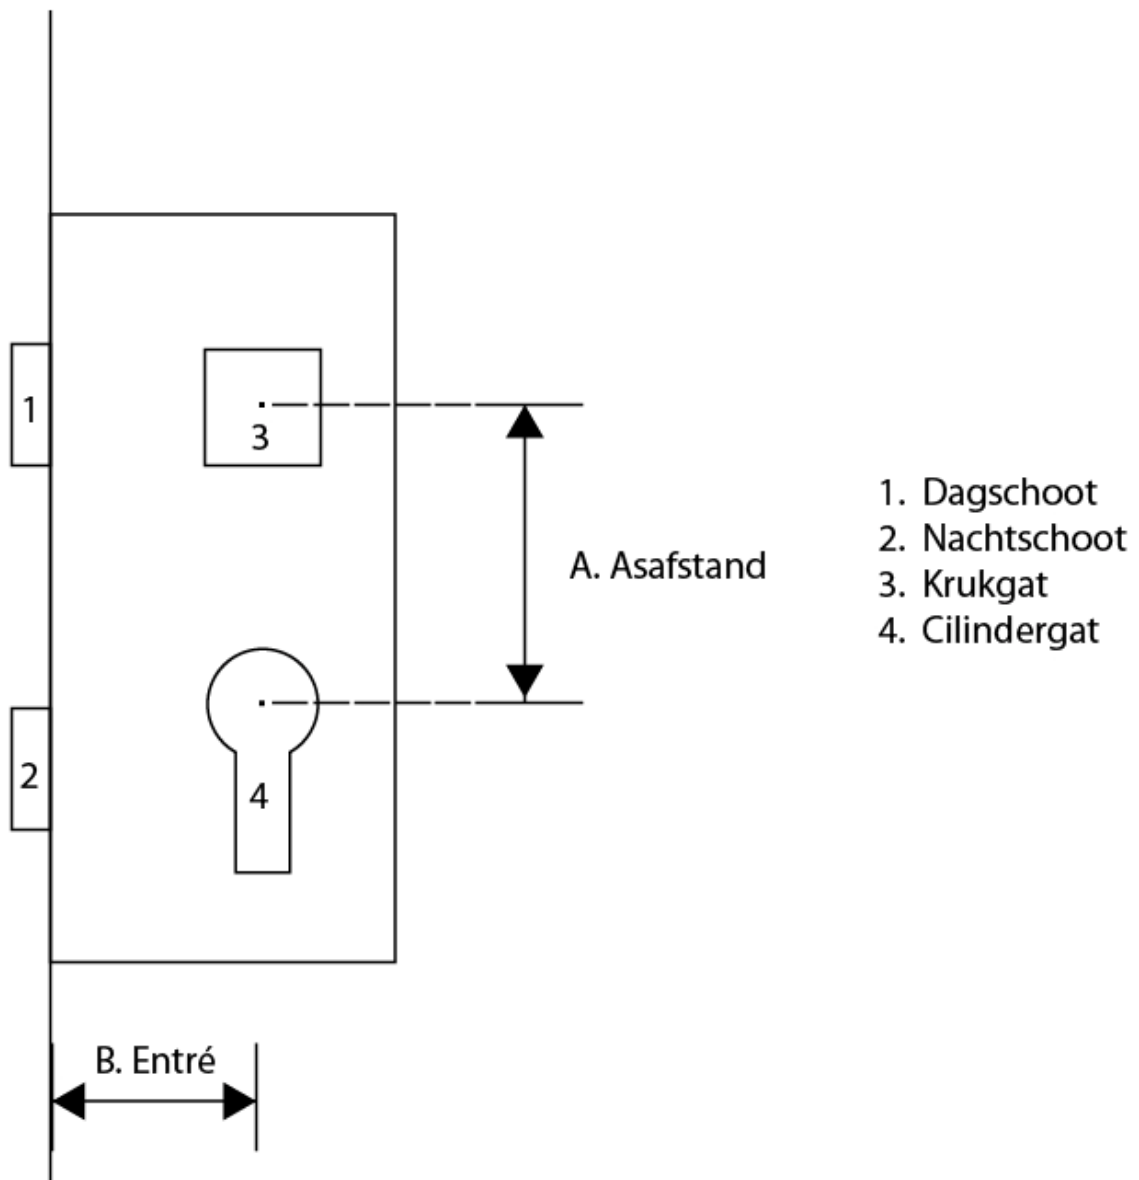 1
3
A. Asafstand
2
4
B. Entré
1. Dagschoot
2. Nachtschoot
3. Krukgat
4. Cilindergat